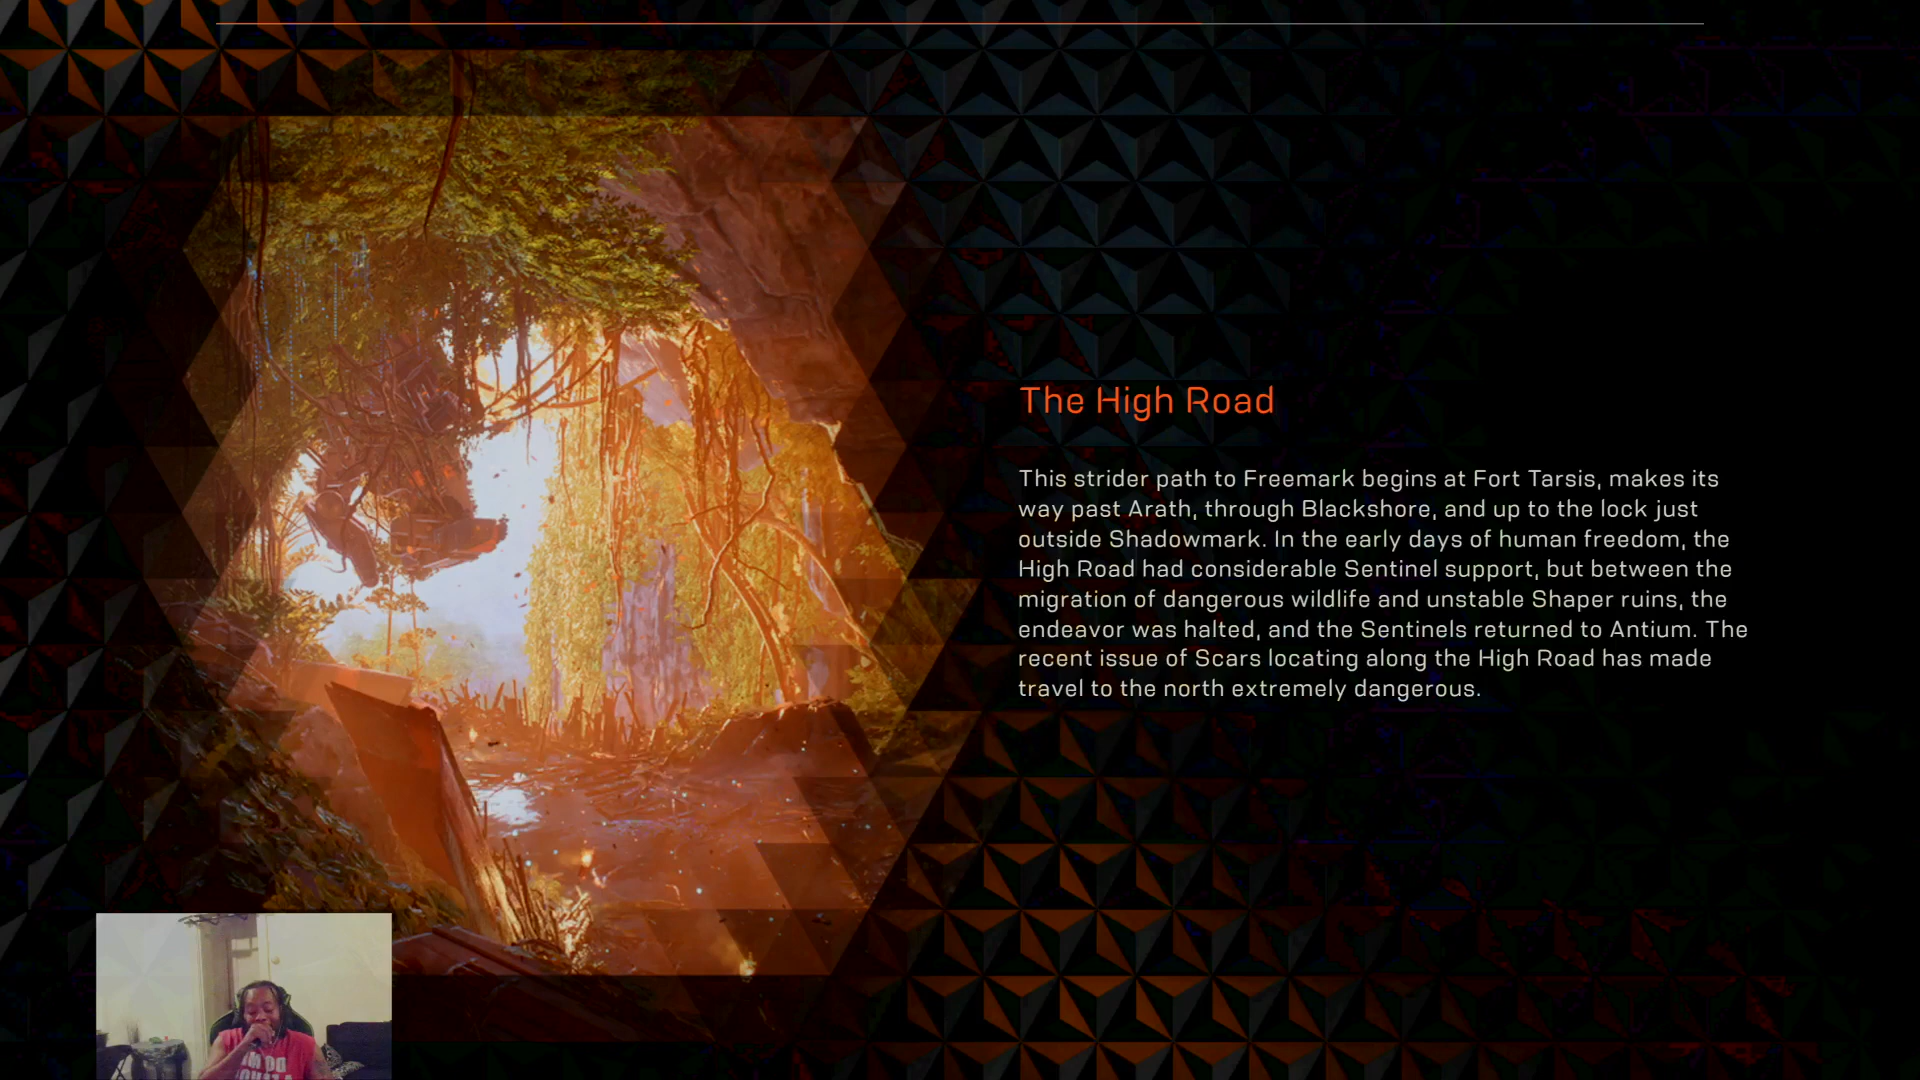 The High Road
This strider path to Freemark begins at Fort Tarsis, makes its
way past Arath, through Blackshore, and up to the lock just
outside Shadowmark. In the early days of human freedom, the
High Road had considerable Sentinel support, but between the
migration of dangerous wildlife and unstable Shaper ruins, the
endeavor was halted, and the Sentinels returned to Antium. The
recent issue of Scars locating along the High Road has made
travel to the north extremely dangerous.